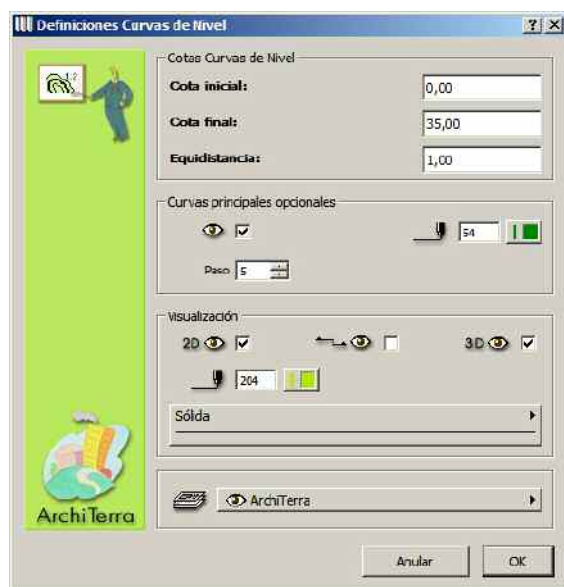 Definiciones Curvas de Nivel
Cotas Curvas de Nivel
Cota inicial: 0,00
Cota final: 35,00
Equidistancia: 1,00
Curvas principales opcionales
54
Paso 5
Visualización
2D 3D
204
Sólida
ArchiTerra
ArchiTerra
Anular OK